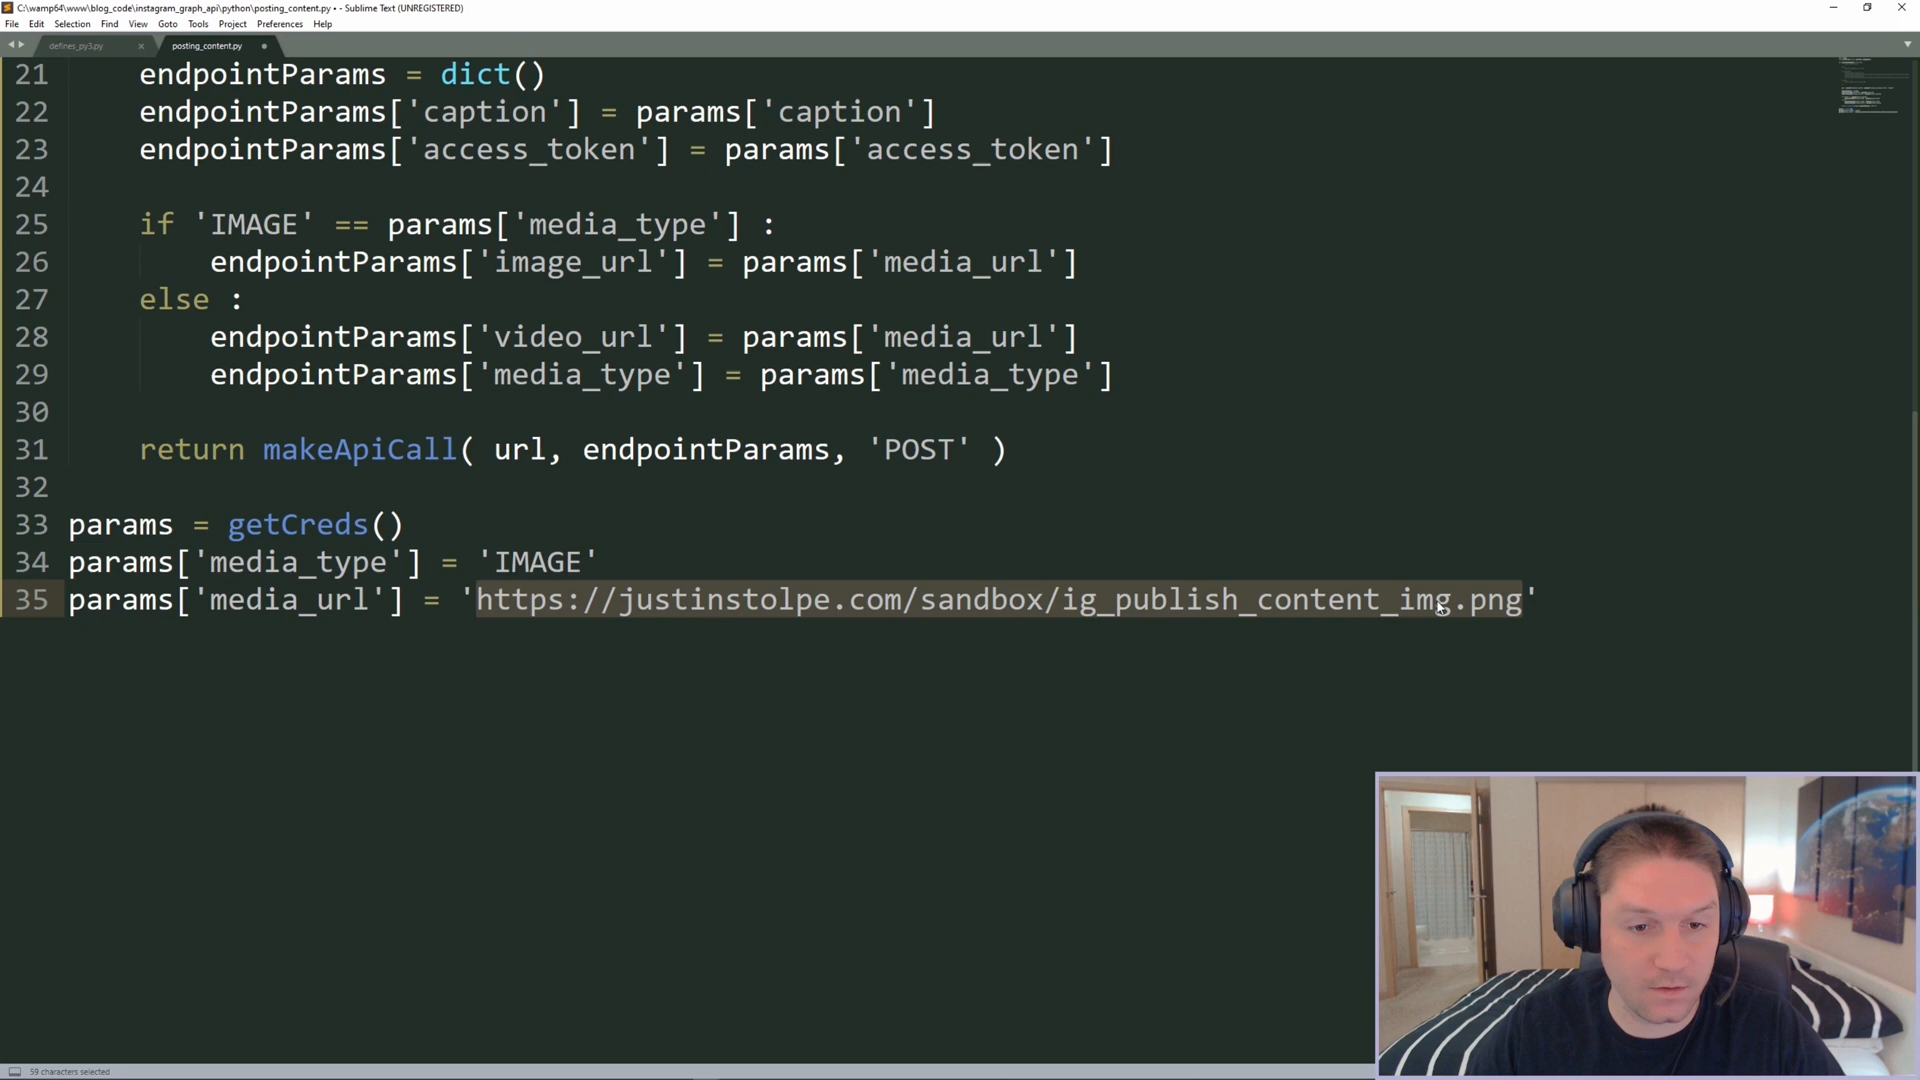 C:\wamp64\www\blog_code\instagram_graph_api\python\posting_content.py • - Sublime Text (UNREGISTERED)
File Edit Selection Find View Goto Tools Project Preferences Help
defines_py3.py posting_content.py
21 endpointParams = dict()
22 endpointParams['caption'] = params['caption']
23 endpointParams['access_token'] = params['access_token']
24
25 if 'IMAGE' == params['media_type'] :
26 endpointParams['image_url'] = params['media_url']
27 else :
28 endpointParams['video_url'] = params['media_url']
29 endpointParams['media_type'] = params['media_type']
30
31 return makeApiCall( url, endpointParams, 'POST' )
32
33 params = getCreds()
34 params['media_type'] = 'IMAGE'
35 params['media_url'] = 'https://justinstolpe.com/sandbox/ig_publish_content_img.png'
59 characters selected